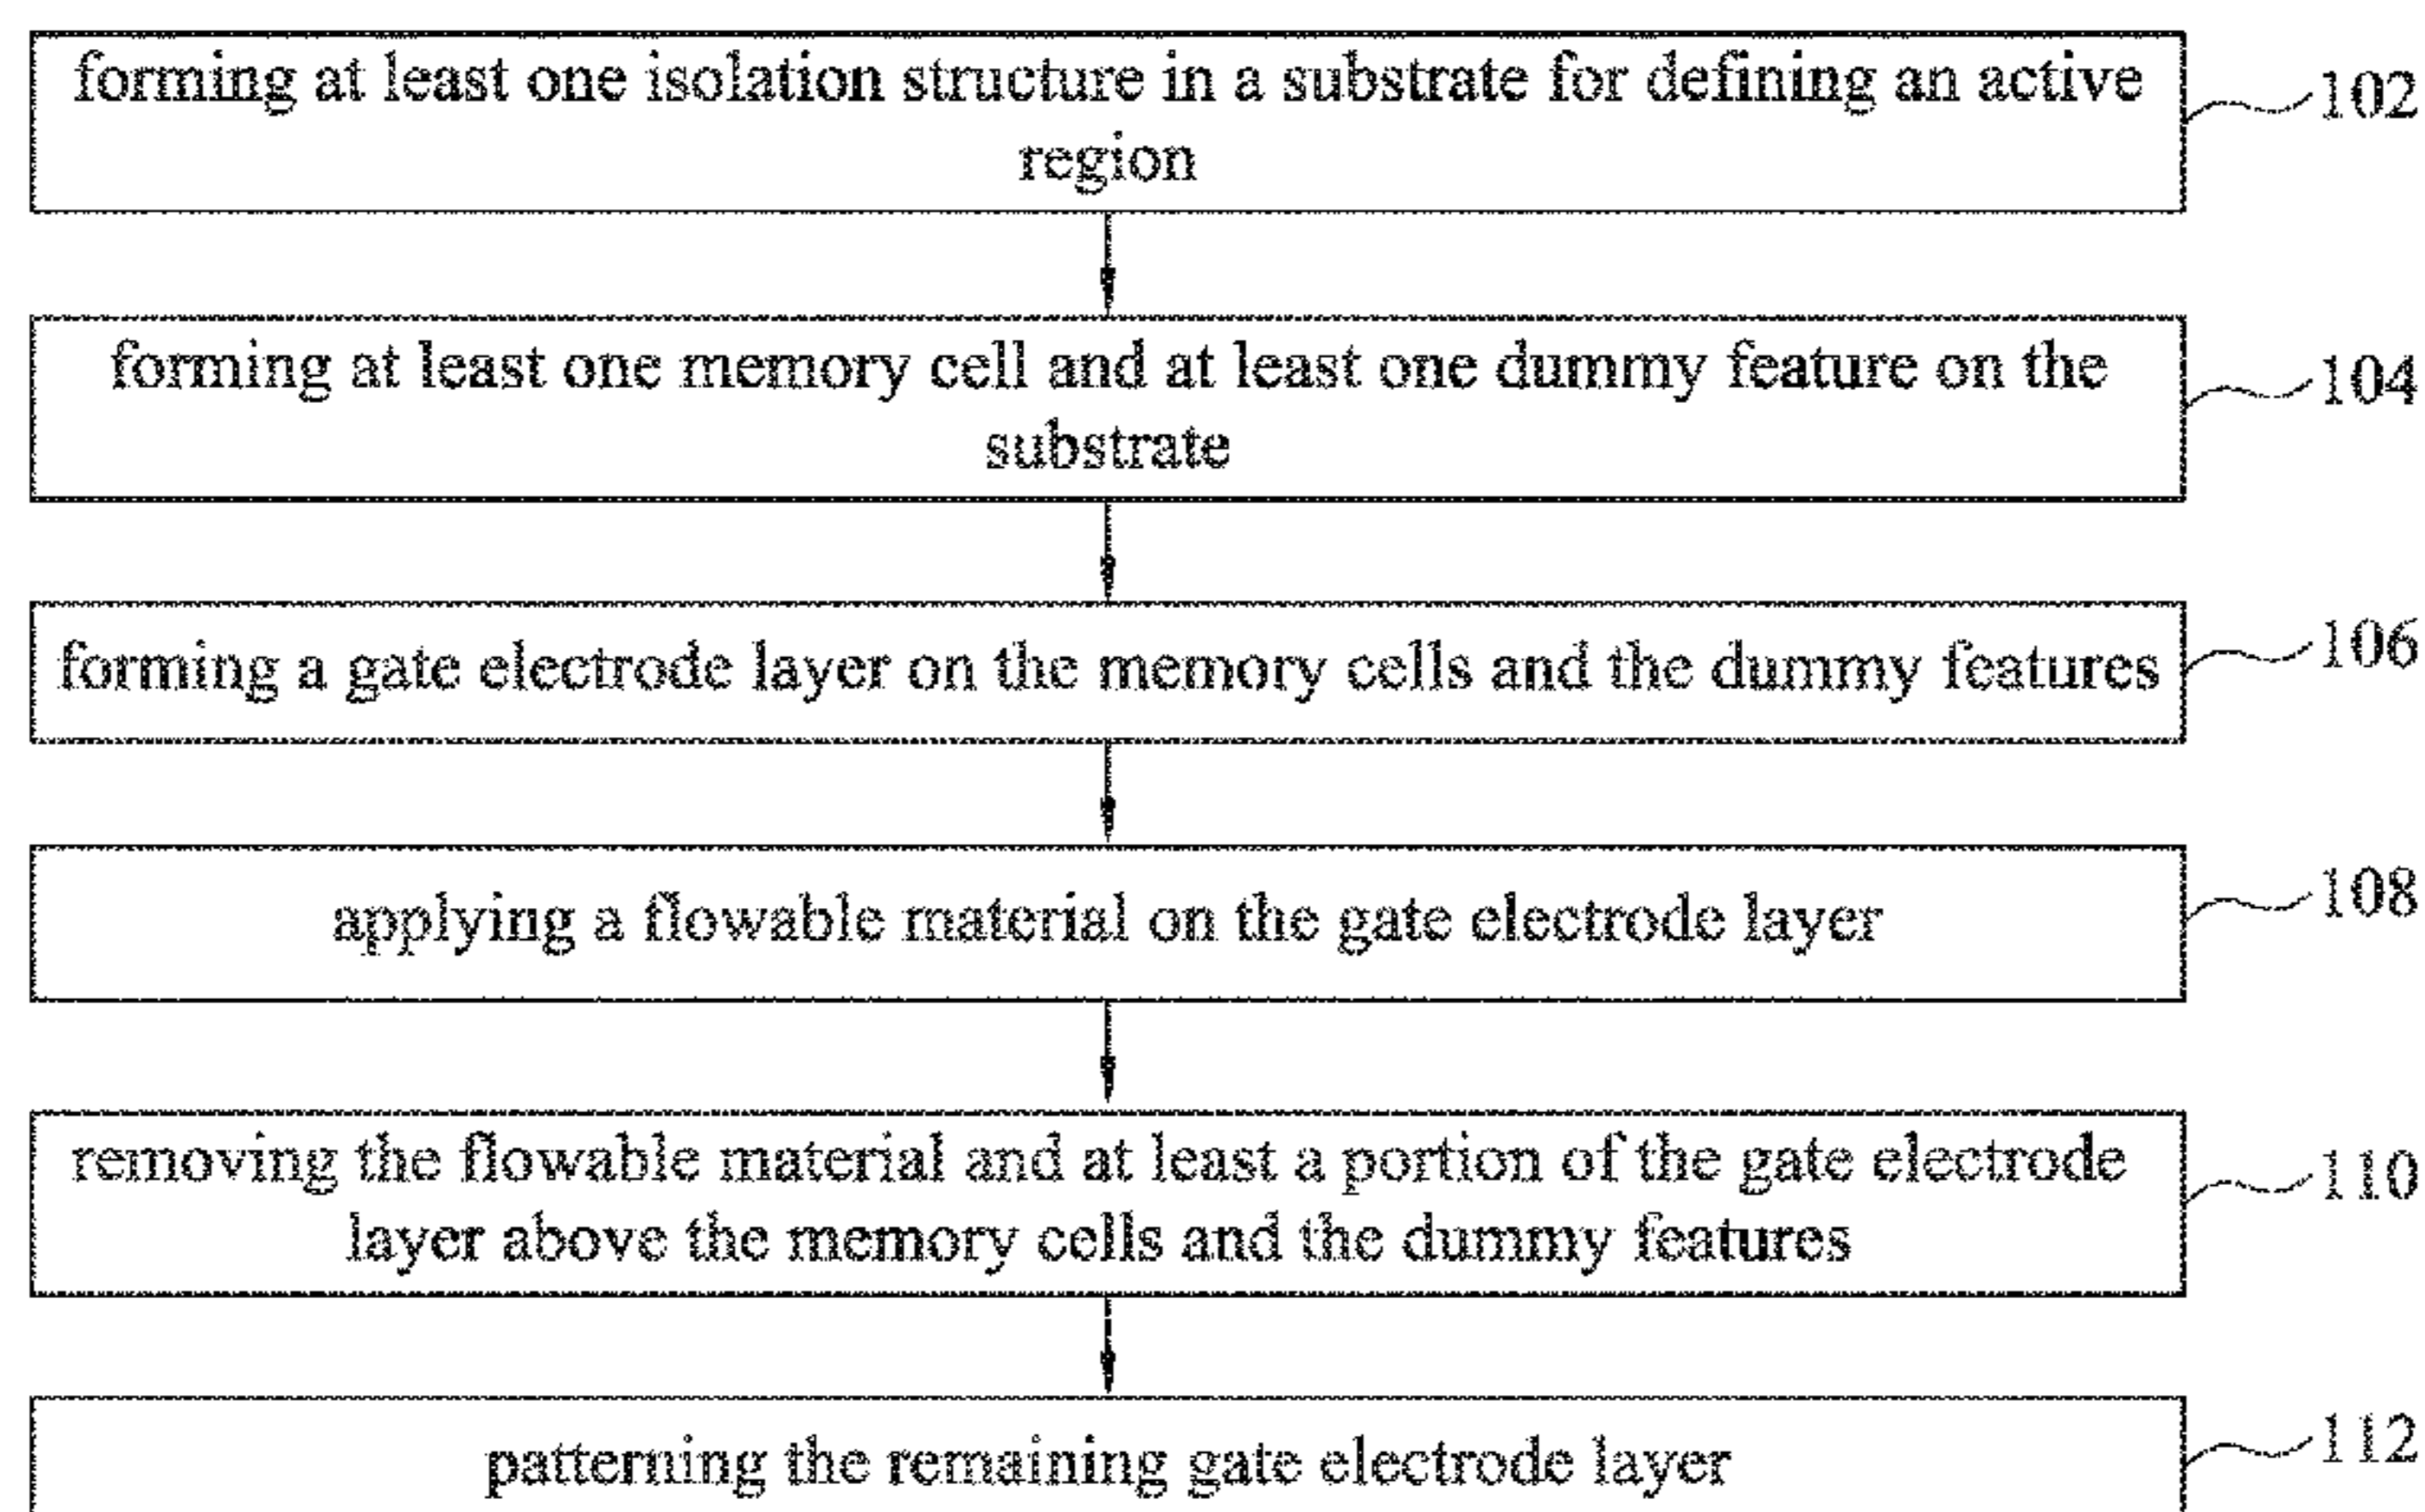 forming at least one isolation structure in a substrate for defining an active
region
102
forming at least one memory cell and at least one dummy feature on the
substrate
104
forming a gate electrode layer on the memory cells and the dummy features
106
applying a flowable material on the gate electrode layer
108
removing the flowable material and at least a portion of the gate electrode
layer above the memory cells and the dummy features
110
patterning the remaining gate electrode layer
112